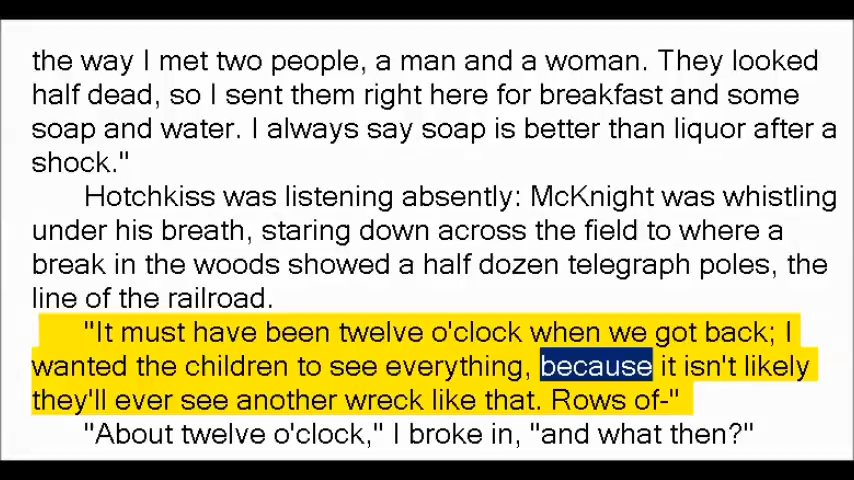 the way I met two people, a man and a woman. They looked
half dead, so I sent them right here for breakfast and some
soap and water. I always say soap is better than liquor after a
shock."
Hotchkiss was listening absently: McKnight was whistling
under his breath, staring down across the field to where a
break in the woods showed a half dozen telegraph poles, the
line of the railroad.
"It must have been twelve o'clock when we got back; I
wanted the children to see everything, because it isn't likely
they'll ever see another wreck like that. Rows of-"
"About twelve o'clock," I broke in, "and what then?"